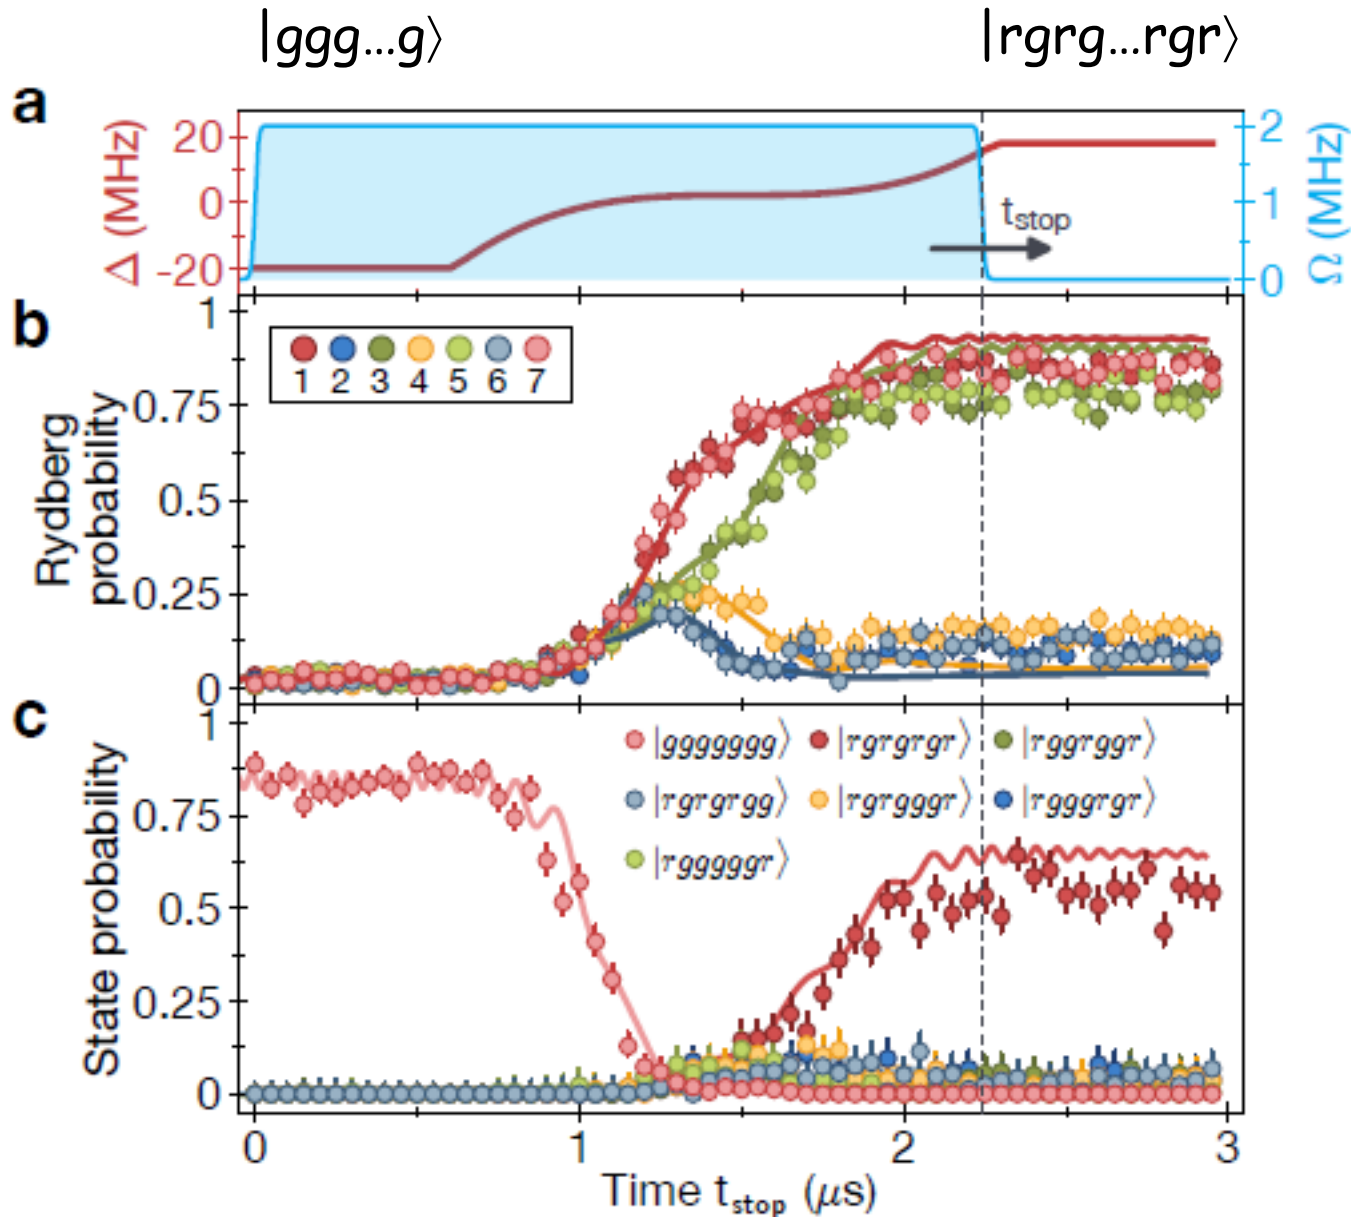 |ggg...g⟩ |rgrg...rgr⟩
a
Δ (MHz)
20
0
-20
2
1
0
Ω (MHz)
t_stop
b
Rydberg
probability
1
0.75
0.5
0.25
0
1 2 3 4 5 6 7
c
State probability
1
0.75
0.5
0.25
0
|ggggggg⟩ |rgrgrgr⟩ |rggrggr⟩
|rgrgrgg⟩ |rgrgggr⟩ |rgggrgr⟩
|rgggggr⟩
0 1 2 3
Time t_stop (μs)